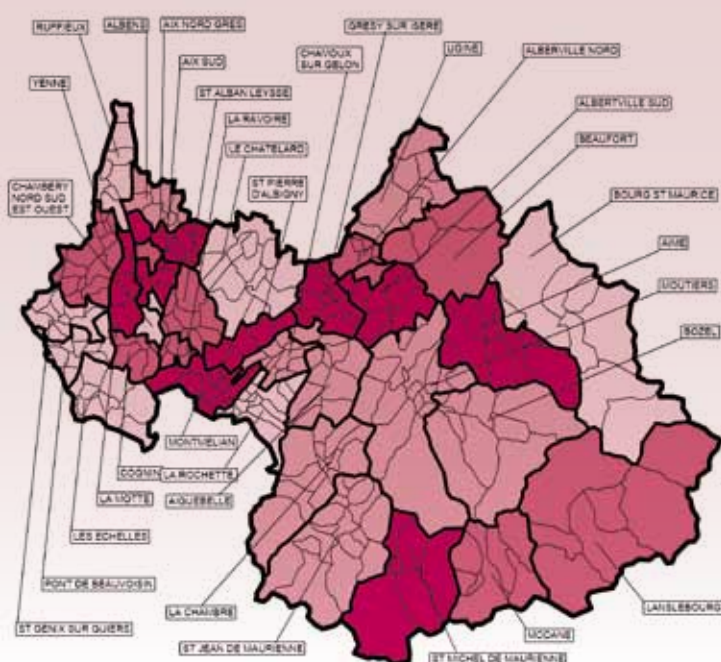 RUFFIEUX
ALBENS
AIX NORD GRES
GRESY SUR ISERE
YENNE
AIX SUD
CHAVOUX
SUR GELON
UGINE
ALBERVILLE NORD
ST ALBAN LEYSSE
LA RAVOIRE
LE CHATELARD
ALBERTVILLE SUD
BEAUFORT
CHAMBERY
NORD SUD
EST OUEST
ST PIERRE
D'ALBIGNY
BOURG ST MAURICE
AIME
MOUTIERS
BOZEL
MONTMELIAN
COGNIN
LA ROCHETTE
LA MOTTE
AIGUEBELLE
LES ECHELLES
PONT DE BEAUVOISIN
LA CHAMBRE
LANSLEBOURG
ST GENIX SUR GUIERS
ST JEAN DE MAURIENNE
MODANE
ST MICHEL DE MAURIENNE